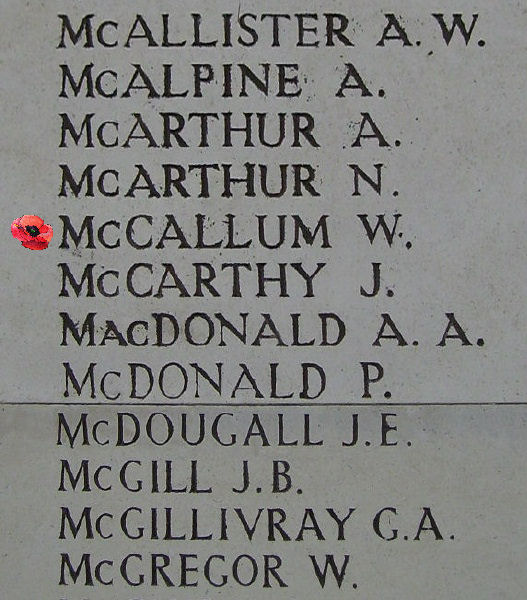 McALLISTER A. W.
McALPINE A.
McARTHUR A.
McARTHUR N.
McCALLUM W.
McCARTHY J.
MacDONALD A. A.
McDONALD P.
McDOUGALL J.E.
McGILL J.B.
McGILLIVRAY G.A.
McGREGOR W.